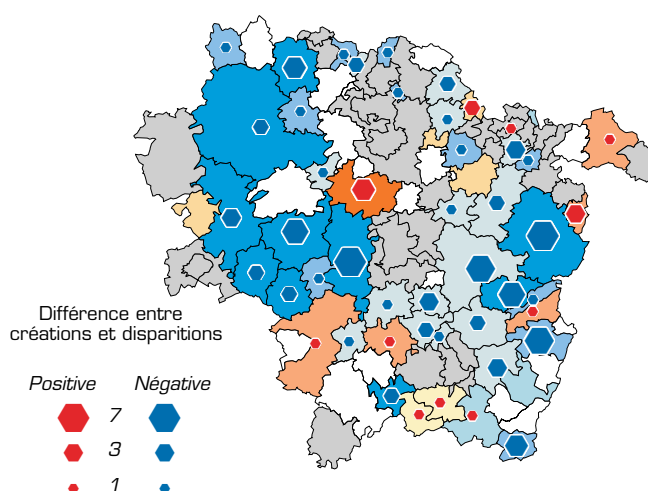 Différence entre
créations et disparitions
Positive Négative
7
3
1